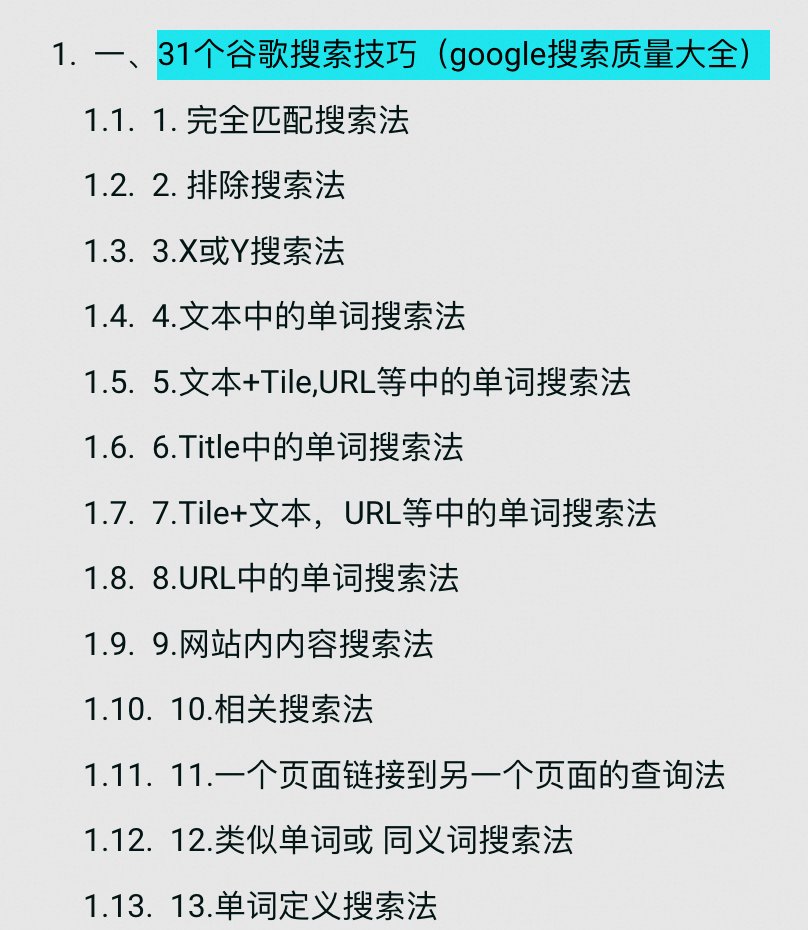 1. 一、31个谷歌搜索技巧（google搜索质量大全）
1.1. 1. 完全匹配搜索法
1.2. 2. 排除搜索法
1.3. 3.X或Y搜索法
1.4. 4.文本中的单词搜索法
1.5. 5.文本+Tile,URL等中的单词搜索法
1.6. 6.Title中的单词搜索法
1.7. 7.Tile+文本，URL等中的单词搜索法
1.8. 8.URL中的单词搜索法
1.9. 9.网站内内容搜索法
1.10. 10.相关搜索法
1.11. 11.一个页面链接到另一个页面的查询法
1.12. 12.类似单词或 同义词搜索法
1.13. 13.单词定义搜索法